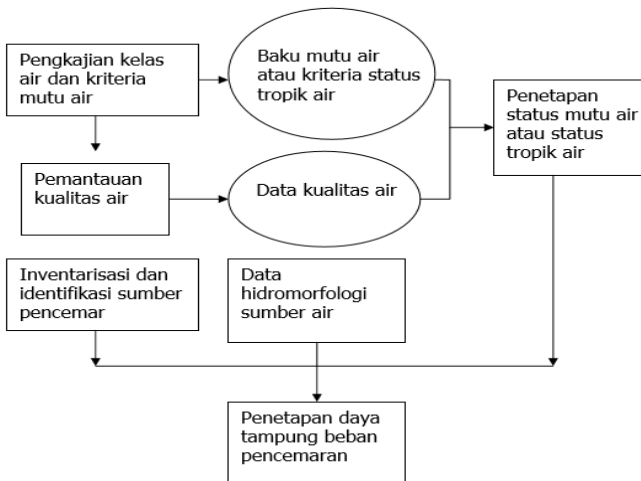 Pengkajian kelas
air dan kriteria
mutu air
Baku mutu air
atau kriteria status
tropik air
Penetapan
status mutu air
atau status
tropik air
Pemantauan
kualitas air
Data kualitas air
Inventarisasi dan
identifikasi sumber
pencemar
Data
hidromorfologi
sumber air
Penetapan daya
tampung beban
pencemaran